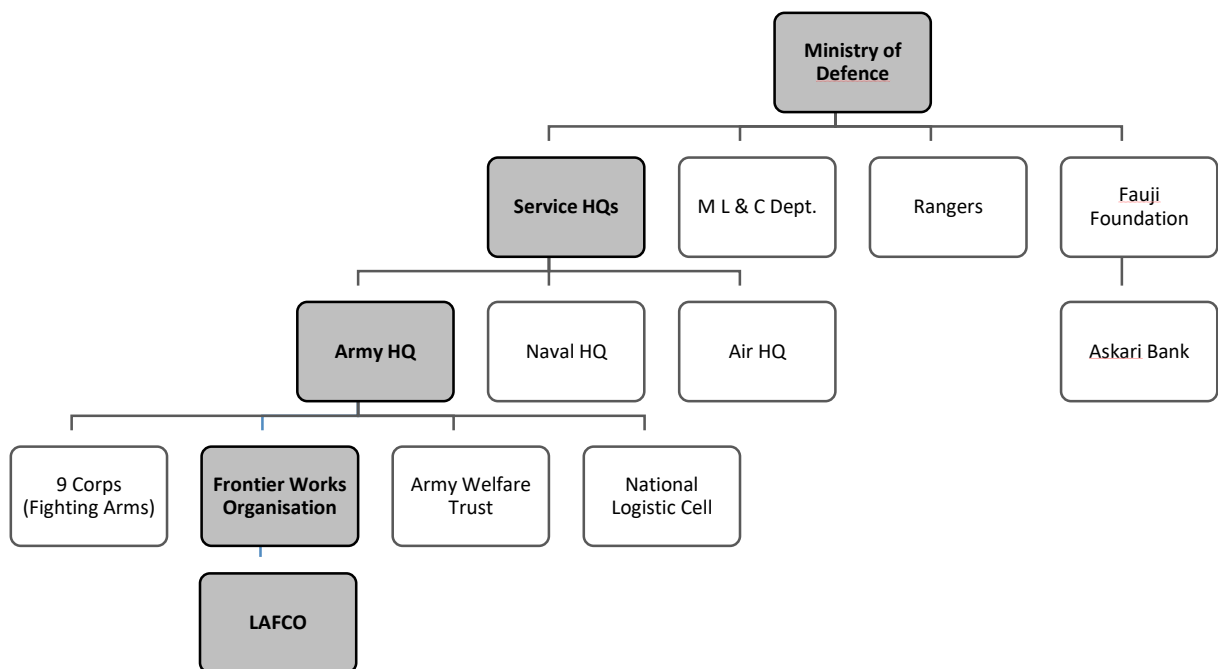 Ministry of
Defence
Service HQs
M L & C Dept.
Rangers
Fauji
Foundation
Army HQ
Naval HQ
Air HQ
Askari Bank
9 Corps
(Fighting Arms)
Frontier Works
Organisation
Army Welfare
Trust
National
Logistic Cell
LAFCO